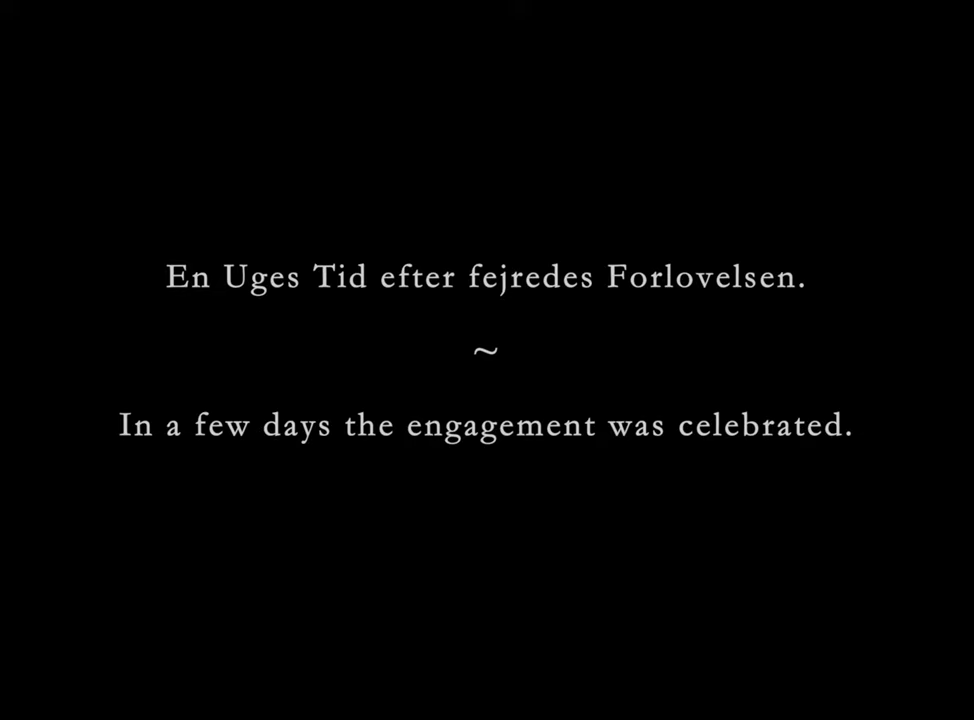 En Uges Tid efter fejredes Forlovelsen.
~
In a few days the engagement was celebrated.